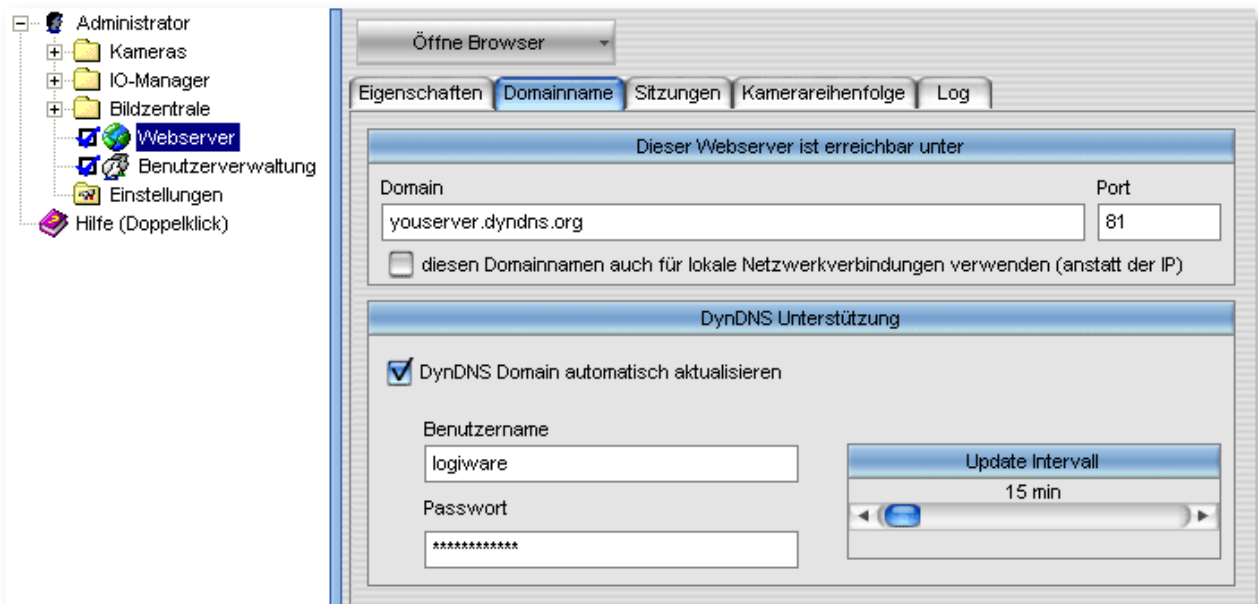 Administrator
Kameras
IO-Manager
Bildzentrale
Webserver
Benutzerverwaltung
Einstellungen
Hilfe (Doppelklick)
Öffne Browser
Eigenschaften Domainname Sitzungen Kamerareihenfolge Log
Dieser Webserver ist erreichbar unter
Domain Port
youserver.dyndns.org 81
diesen Domainnamen auch für lokale Netzwerkverbindungen verwenden (anstatt der IP)
DynDNS Unterstützung
DynDNS Domain automatisch aktualisieren
Benutzername
logiware
Passwort
************
Update Intervall
15 min